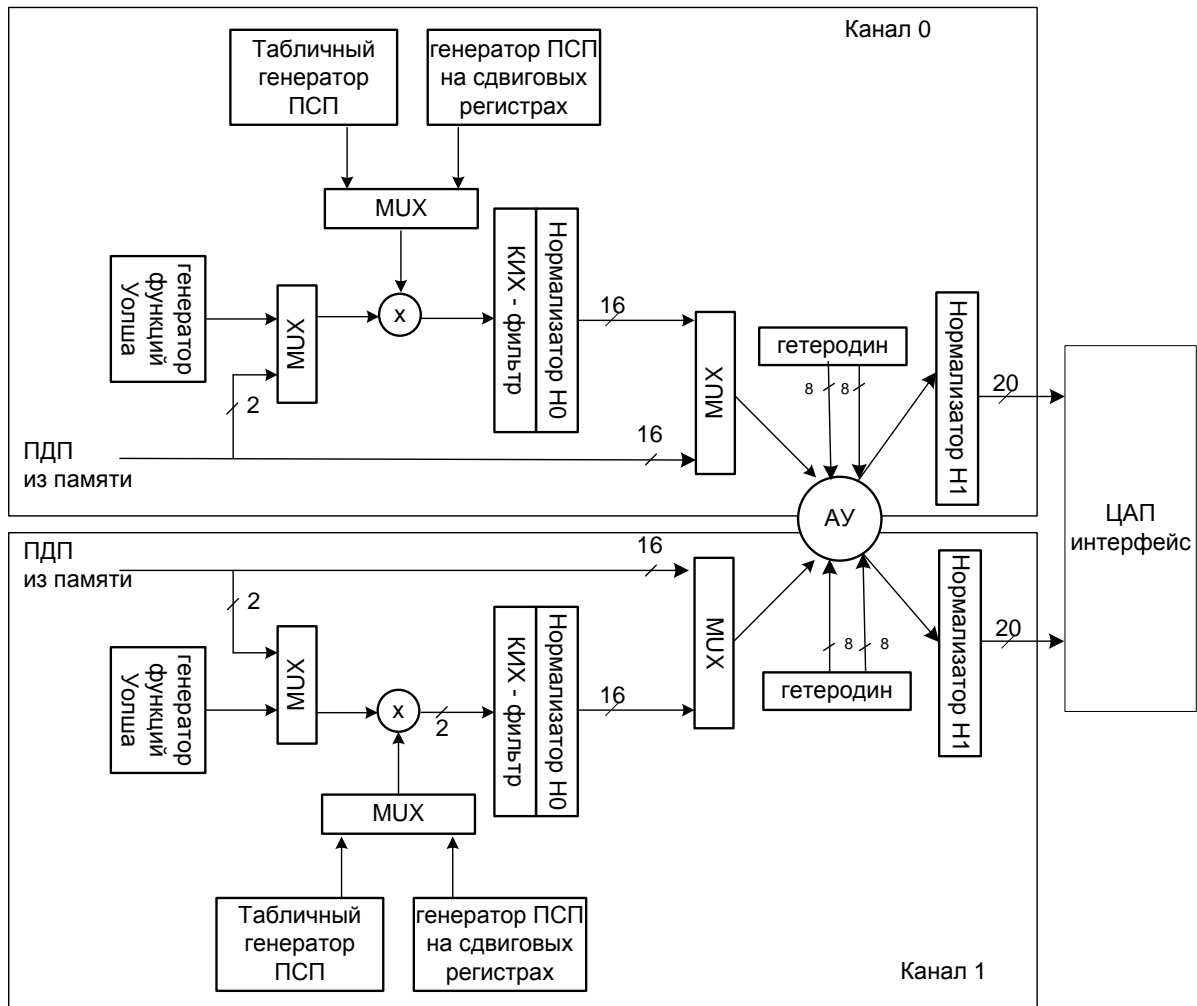 Канал 0
Табличный
генератор
ПСП
генератор ПСП
на сдвиговых
регистрах
MUX
генератор
функций
Уолша
MUX
x
КИХ - фильтр
Нормализатор Н0
16
MUX
гетеродин
8
8
Нормализатор Н1
20
2
16
ПДП
из памяти
АУ
ЦАП
интерфейс
ПДП
из памяти
16
2
генератор
функций
Уолша
MUX
x
2
КИХ - фильтр
Нормализатор Н0
16
MUX
8
8
гетеродин
Нормализатор Н1
20
MUX
Табличный
генератор
ПСП
генератор ПСП
на сдвиговых
регистрах
Канал 1